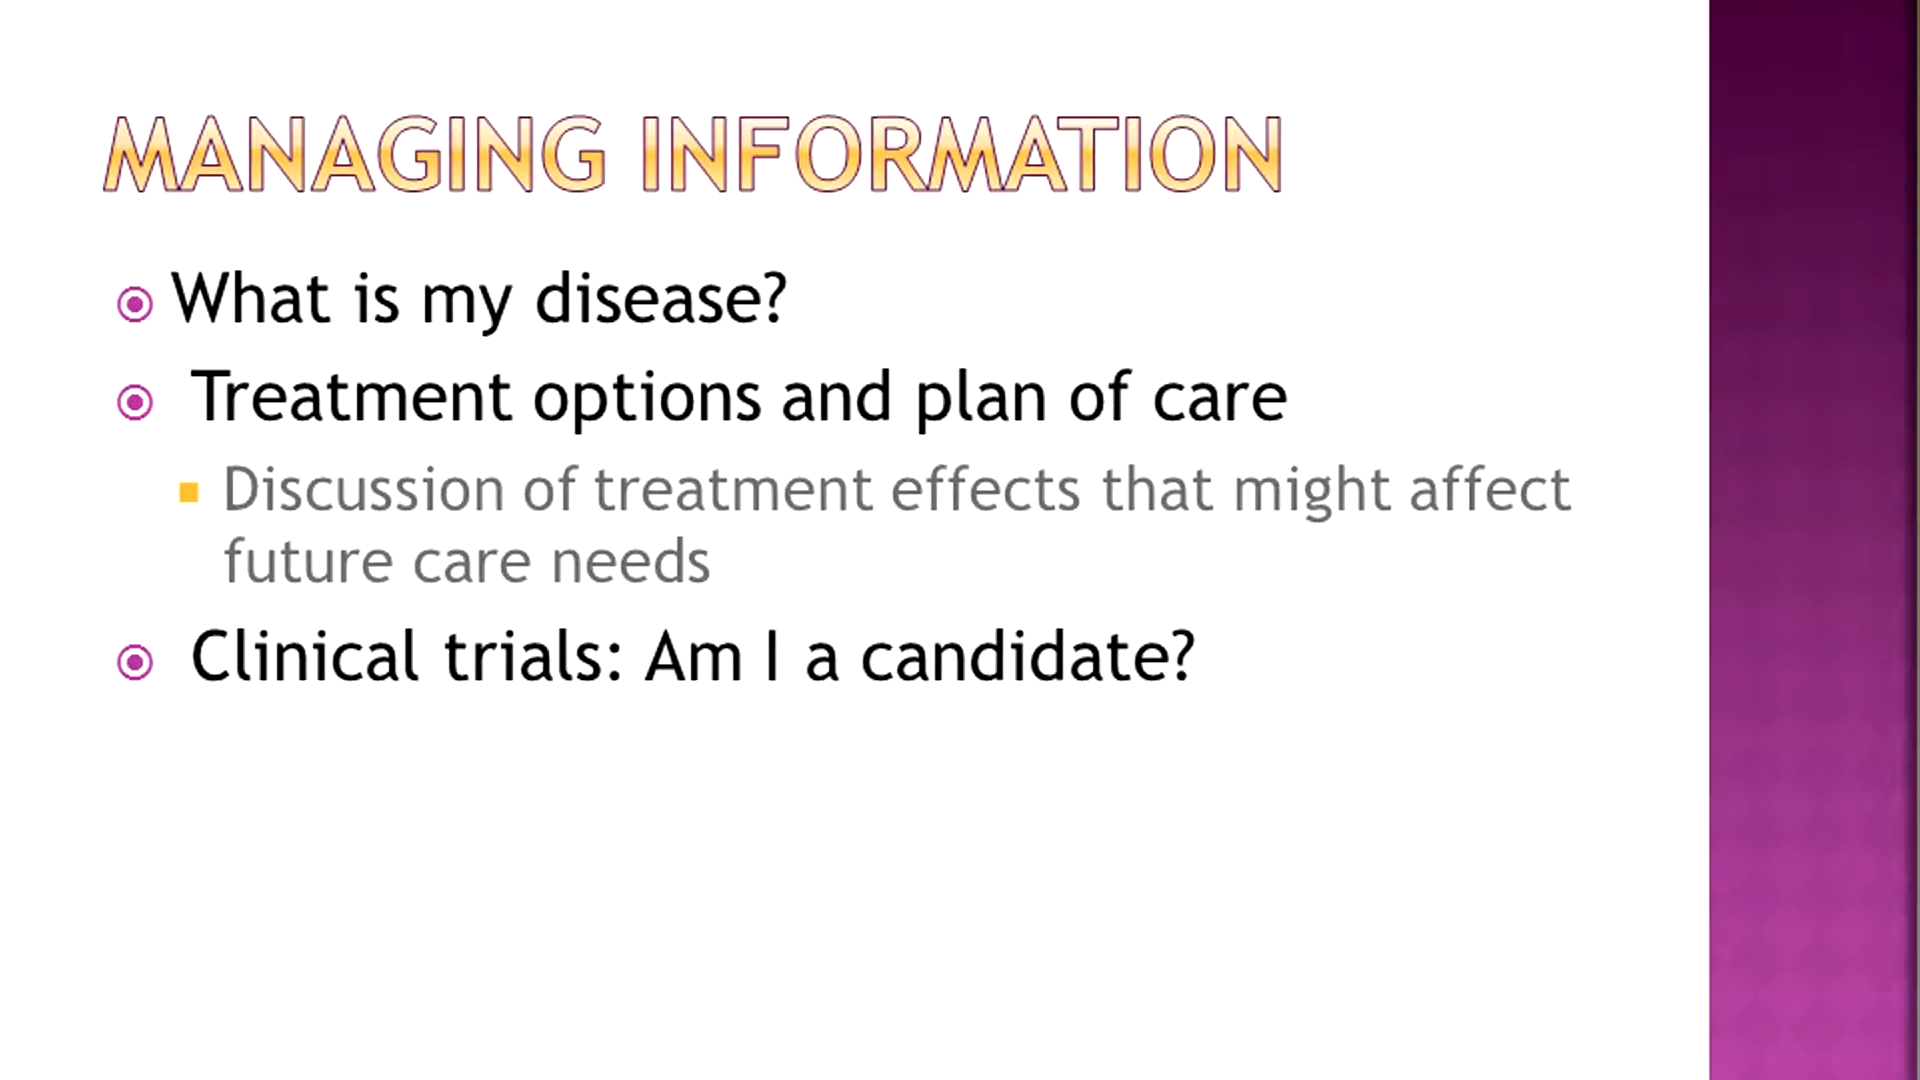 MANAGING INFORMATION
What is my disease?
Treatment options and plan of care
Discussion of treatment effects that might affect
future care needs
Clinical trials: Am I a candidate?